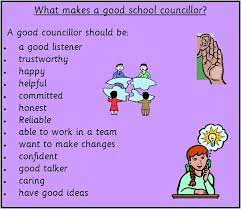 What makes a good school councillor?
A good councillor should be:
a good listener
trustworthy
happy
helpful
committed
honest
Reliable
able to work in a team
want to make changes
confident
good talker
caring
have good ideas